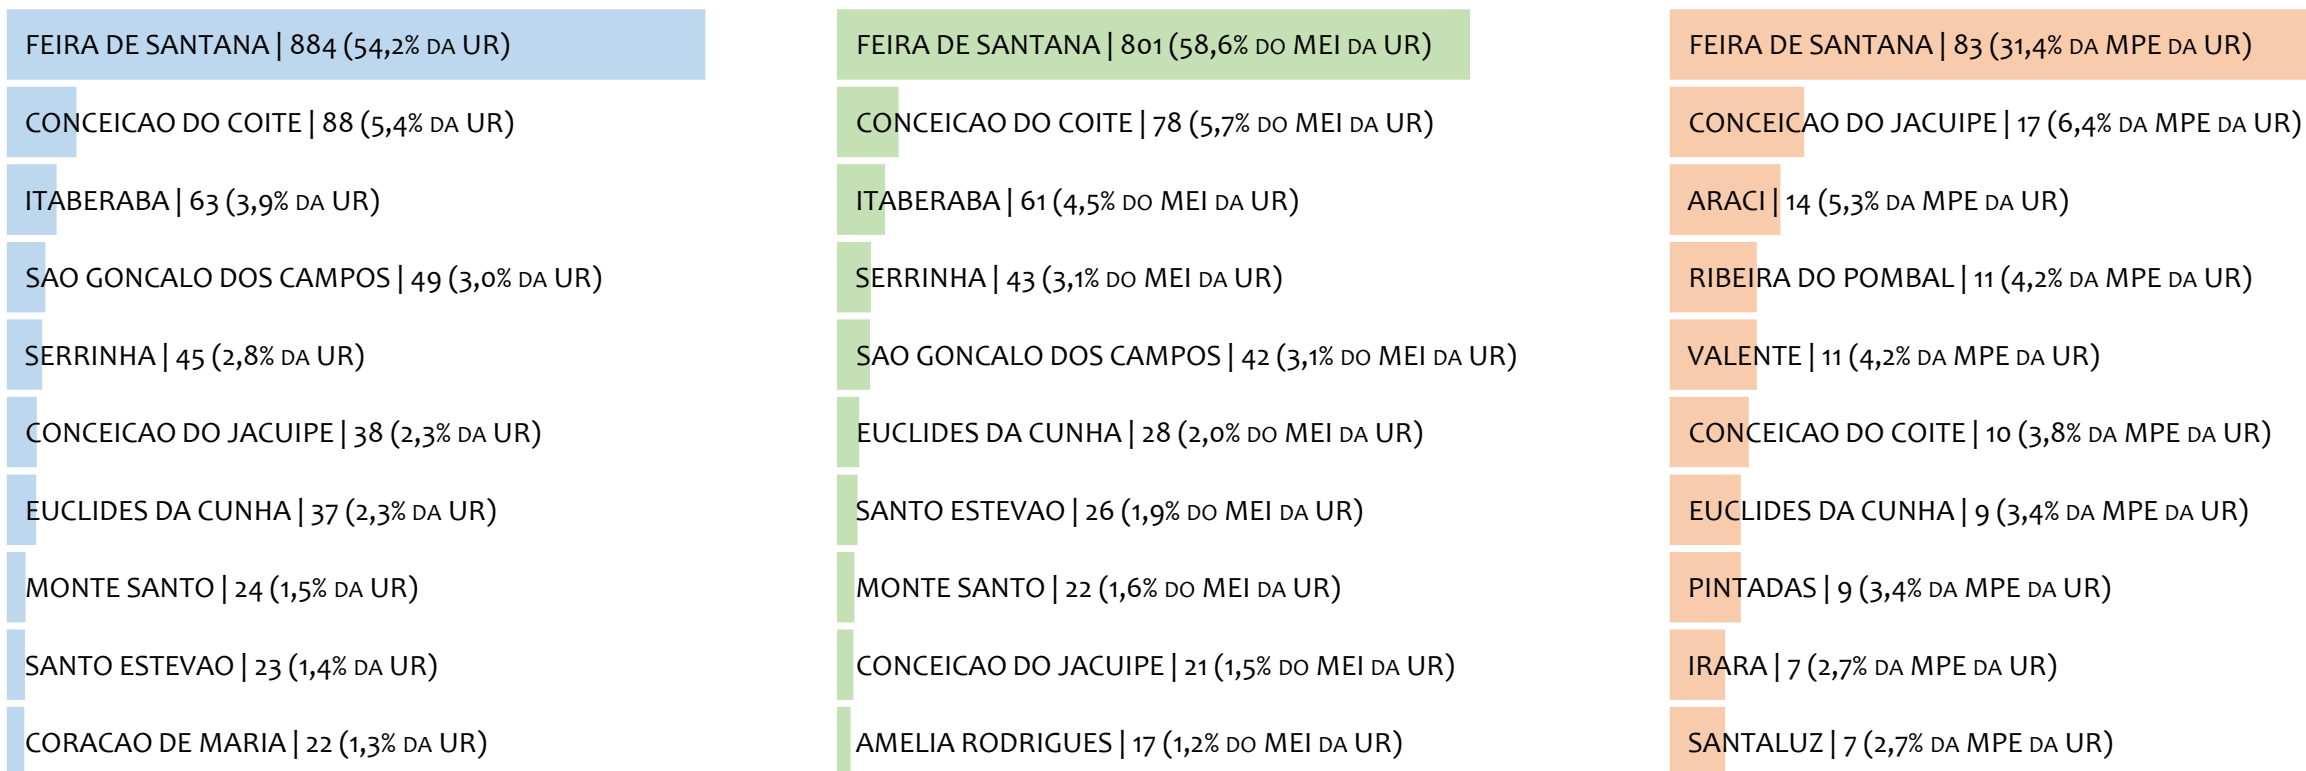 FEIRA DE SANTANA | 884 (54,2% DA UR)
CONCEICAO DO COITE | 88 (5,4% DA UR)
ITABERABA | 63 (3,9% DA UR)
SAO GONCALO DOS CAMPOS | 49 (3,0% DA UR)
SERRINHA | 45 (2,8% DA UR)
CONCEICAO DO JACUIPE | 38 (2,3% DA UR)
EUCLIDES DA CUNHA | 37 (2,3% DA UR)
MONTE SANTO | 24 (1,5% DA UR)
SANTO ESTEVAO | 23 (1,4% DA UR)
CORACAO DE MARIA | 22 (1,3% DA UR)
FEIRA DE SANTANA | 801 (58,6% DO MEI DA UR)
CONCEICAO DO COITE | 78 (5,7% DO MEI DA UR)
ITABERABA | 61 (4,5% DO MEI DA UR)
SERRINHA | 43 (3,1% DO MEI DA UR)
SAO GONCALO DOS CAMPOS | 42 (3,1% DO MEI DA UR)
EUCLIDES DA CUNHA | 28 (2,0% DO MEI DA UR)
SANTO ESTEVAO | 26 (1,9% DO MEI DA UR)
MONTE SANTO | 22 (1,6% DO MEI DA UR)
CONCEICAO DO JACUIPE | 21 (1,5% DO MEI DA UR)
AMELIA RODRIGUES | 17 (1,2% DO MEI DA UR)
FEIRA DE SANTANA | 83 (31,4% DA MPE DA UR)
CONCEICAO DO JACUIPE | 17 (6,4% DA MPE DA UR)
ARACI | 14 (5,3% DA MPE DA UR)
RIBEIRA DO POMBAL | 11 (4,2% DA MPE DA UR)
VALENTE | 11 (4,2% DA MPE DA UR)
CONCEICAO DO COITE | 10 (3,8% DA MPE DA UR)
EUCLIDES DA CUNHA | 9 (3,4% DA MPE DA UR)
PINTADAS | 9 (3,4% DA MPE DA UR)
IRARA | 7 (2,7% DA MPE DA UR)
SANTALUZ | 7 (2,7% DA MPE DA UR)